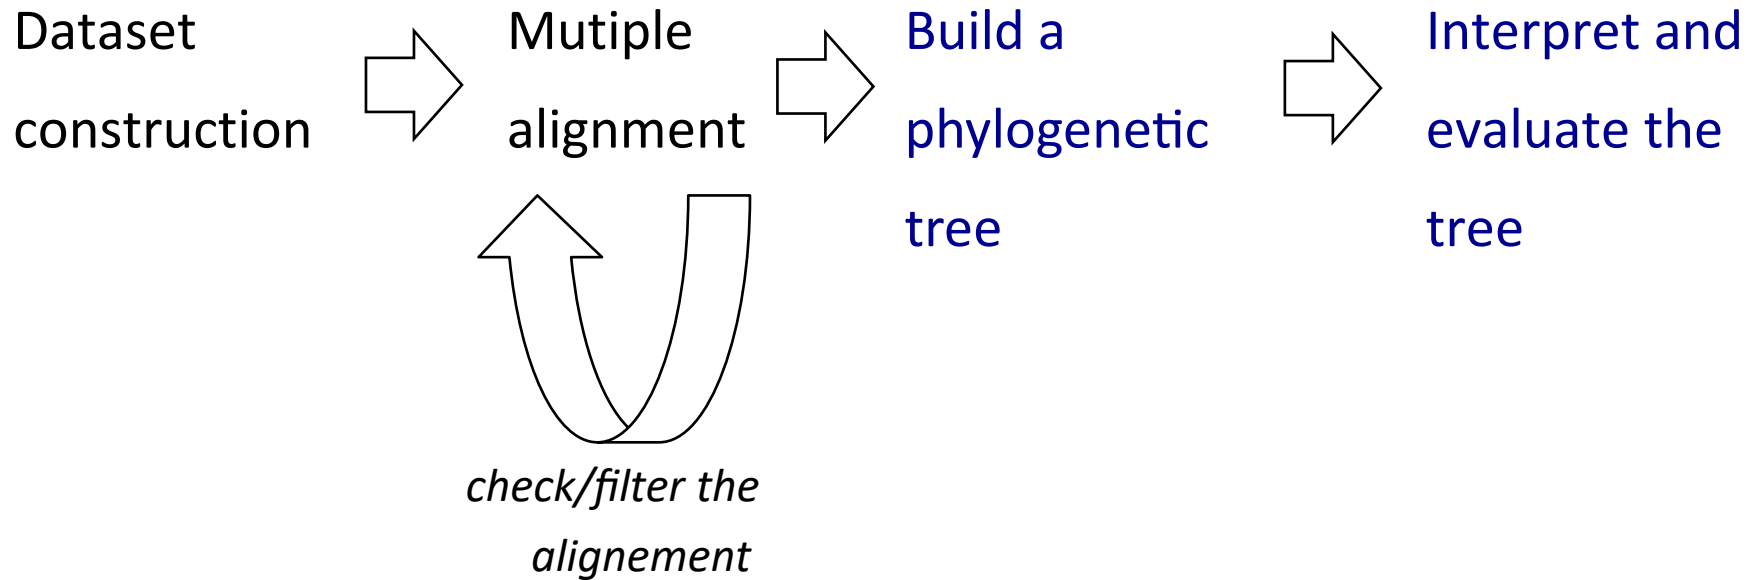 Dataset
construction
Mutiple
alignment
Build a
phylogenetic
tree
Interpret and
evaluate the
tree
check/filter the
alignement